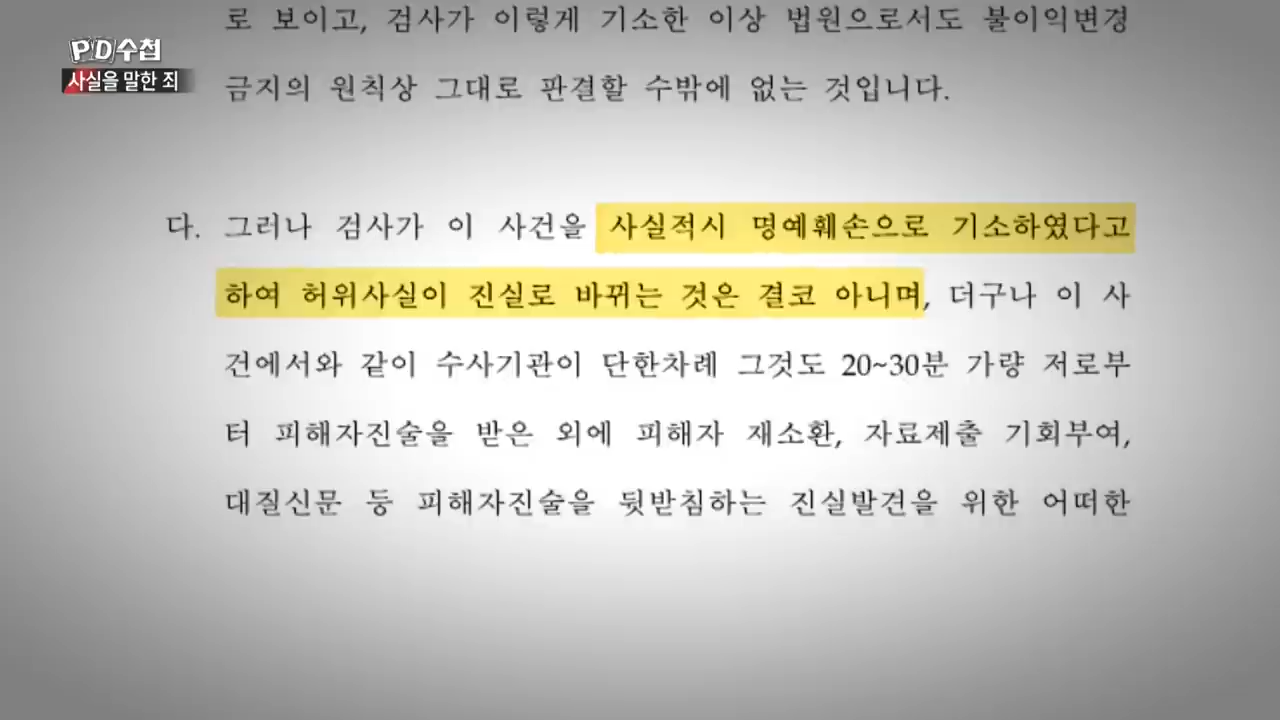 PD수첩
사실을 말한 죄
로 보이고, 검사가 이렇게 기소한 이상 법원으로서도 불이익변경
금지의 원칙상 그대로 판결할 수밖에 없는 것입니다.
다. 그러나 검사가 이 사건을 사실적시 명예훼손으로 기소하였다고
하여 허위사실이 진실로 바뀌는 것은 결코 아니며, 더구나 이 사
건에서와 같이 수사기관이 단한차례 그것도 20~30분 가량 저로부
터 피해자진술을 받은 외에 피해자 재소환, 자료제출 기회부여,
대질신문 등 피해자진술을 뒷받침하는 진실발견을 위한 어떠한